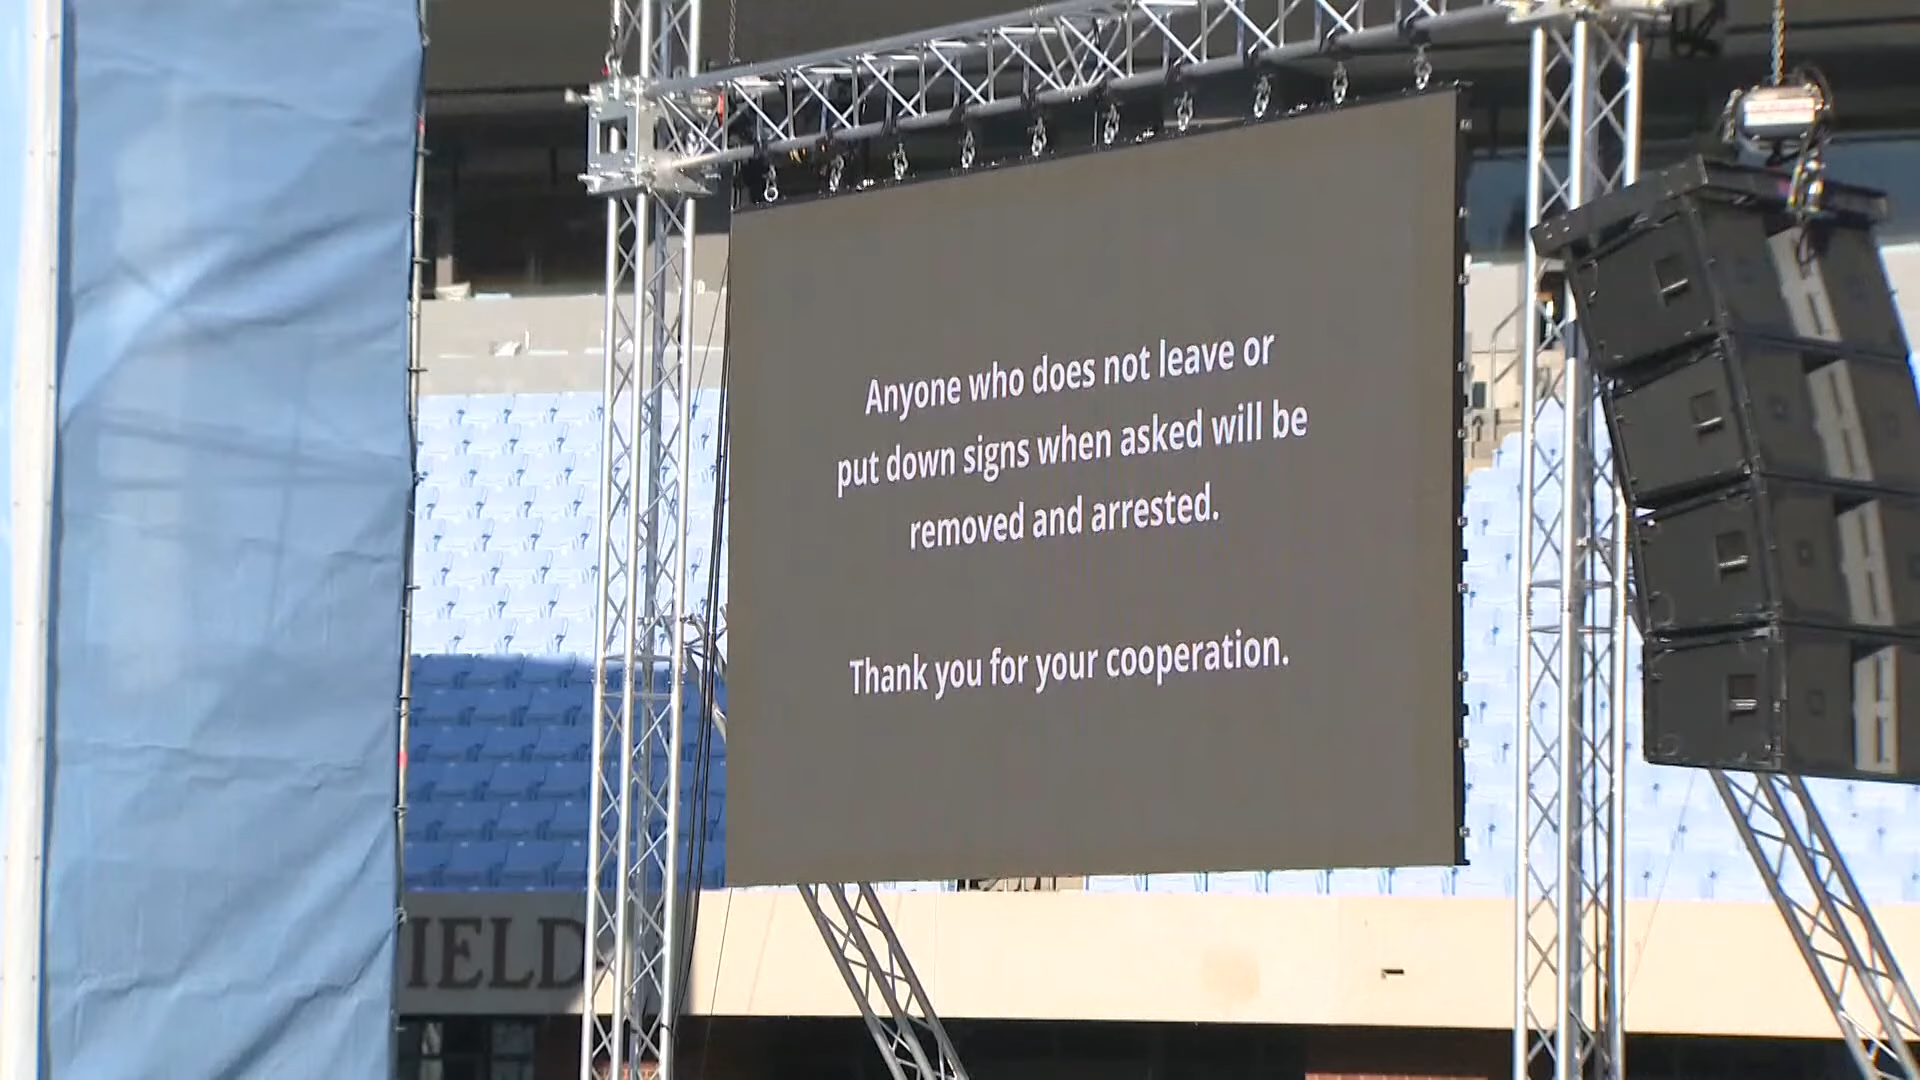 Anyone who does not leave or
put down signs when asked will be
removed and arrested.
Thank you for your cooperation.
IELD